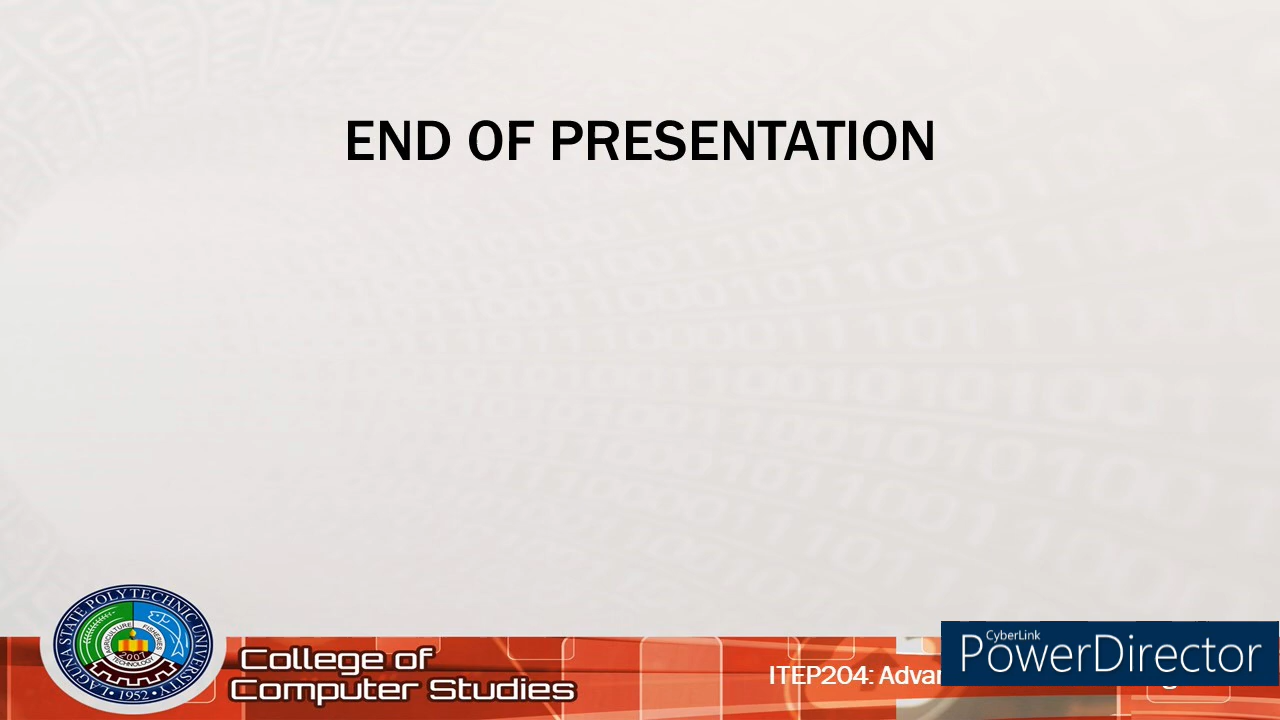 END OF PRESENTATION
LAGUNA STATE POLYTECHNIC UNIVERSITY
AGRICULTURE
FISHERIES
2007
TECHNOLOGY
• 1952 •
College of
Computer Studies
ITEP204:
CyberLink
PowerDirector